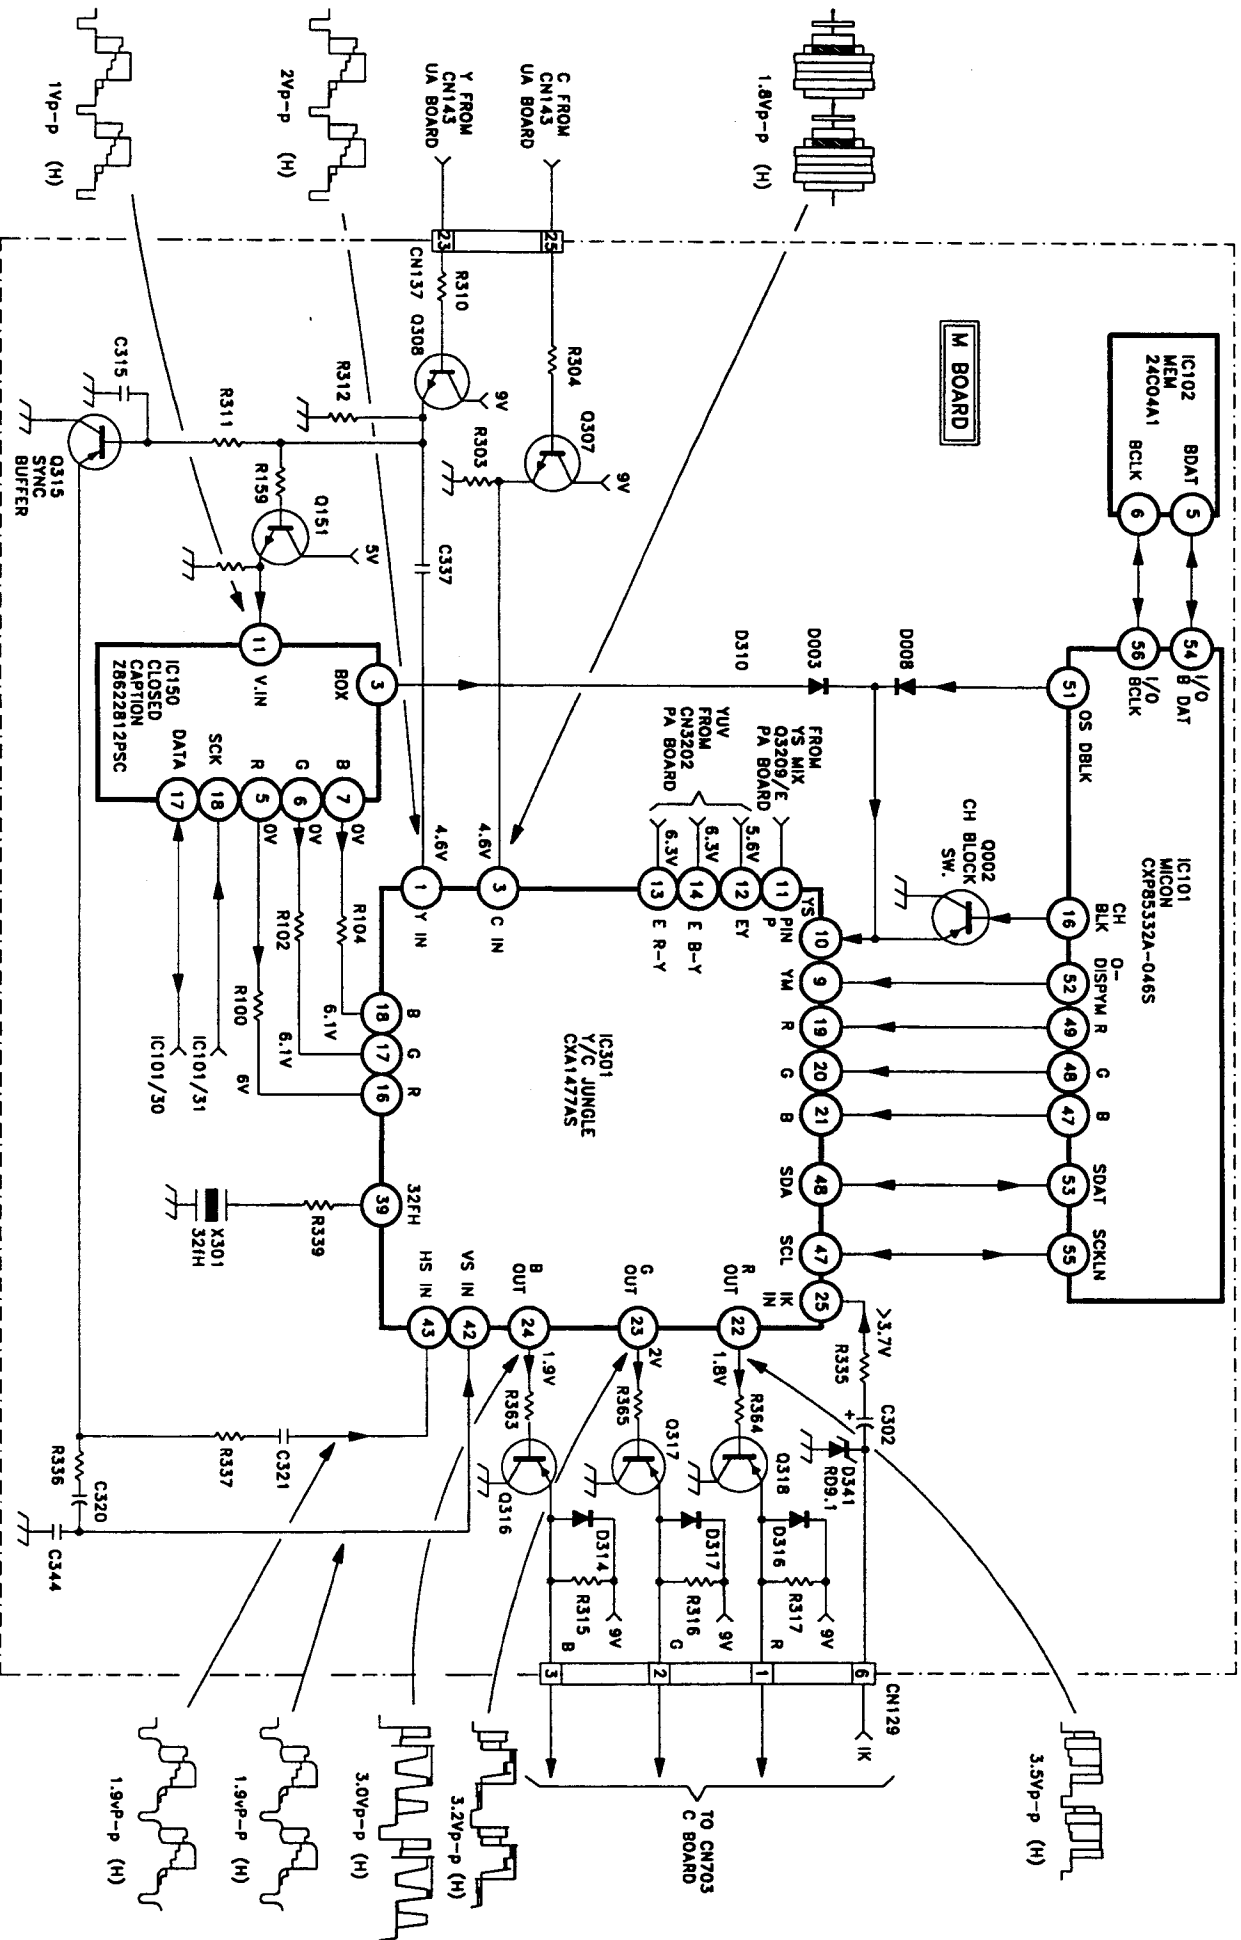 1.8Vp-p (H)
2Vp-p (H)
1Vp-p (H)
C FROM
CN143
UA BOARD
Y FROM
CN143
UA BOARD
25
23
CN137
M BOARD
IC102
MEM
24C04A1
BDAT
BCLK
5
6
54
56
I/O
B DAT
I/O
BCLK
IC101
MICON
CXP85332A-046S
51
OS DBLK
16
CH
BLK
52
O-
DISPYM
49
R
48
G
47
B
53
SDAT
55
SCKLN
D008
D003
D310
Q002
CH BLOCK
SW.
R304
Q307
9V
R303
R310
Q308
9V
R312
C337
R311
C315
Q315
SYNC
BUFFER
R159
Q151
5V
11
V.IN
3
BOX
IC150
CLOSED
CAPTION
Z8622812PSC
B
G
R
SCK
DATA
7
6
5
18
17
0V
0V
0V
R104
R102
R100
6.1V
6.1V
6V
IC101/31
IC101/30
FROM
YS MIX
Q3209/E
PA BOARD
YUV
FROM
CN3202
PA BOARD
5.6V
6.3V
6.3V
4.6V
4.6V
11
12
14
13
3
1
YS
PIN
P
EY
E B-Y
E R-Y
C IN
Y IN
10
9
YM
19
R
20
G
21
B
48
SDA
47
SCL
25
IK
IN
IC301
Y/C JUNGLE
CXA1477AS
18
B
17
G
16
R
39
32FH
R339
X301
32fH
HS IN
VS IN
43
42
24
B
OUT
23
G
OUT
22
R
OUT
1.9V
2V
1.8V
>3.7V
R335
C302
+
D341
RD9.1
R364
Q318
R365
Q317
R363
Q316
D316
R317
9V
D317
R316
9V
D314
R315
9V
R
G
B
6
1
2
3
CN129
IK
TO CN703
C BOARD
R337
C321
R336
C320
C344
3.5Vp-p (H)
3.2Vp-p (H)
3.0Vp-p (H)
1.9vP-p (H)
1.9vP-p (H)